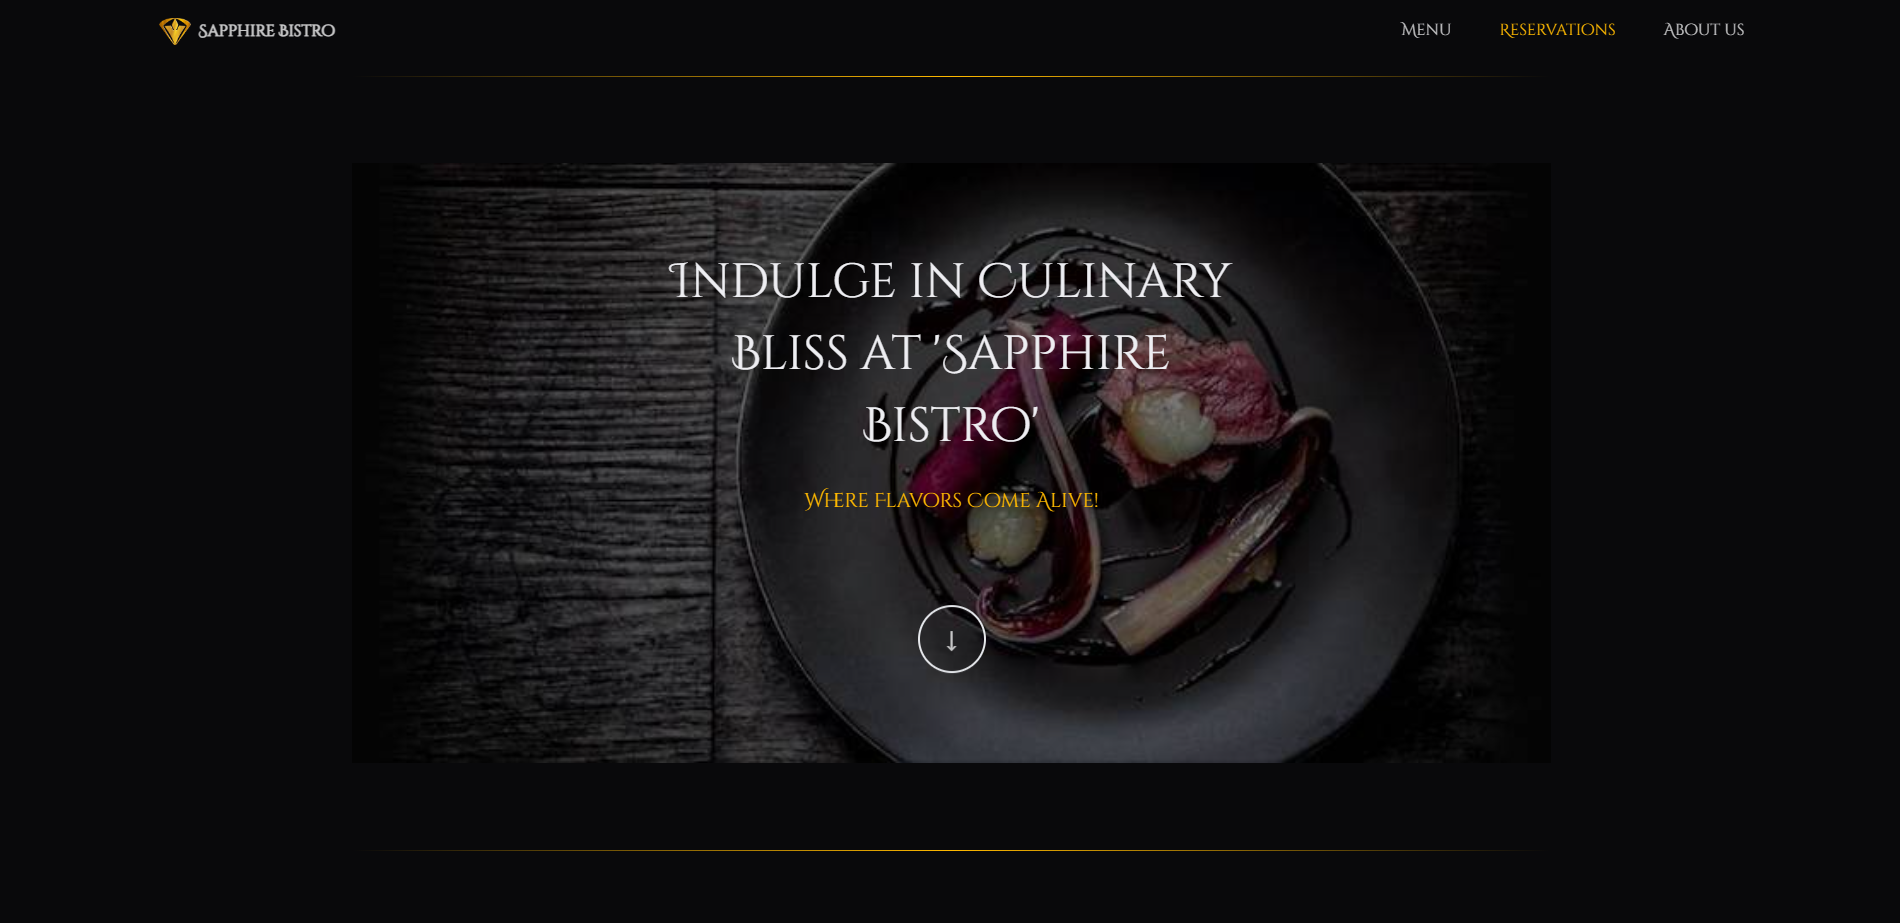 Sapphire Bistro
Menu
Reservations
About us
Indulge in Culinary
Bliss at 'Sapphire
Bistro'
Where Flavors Come Alive!
↓